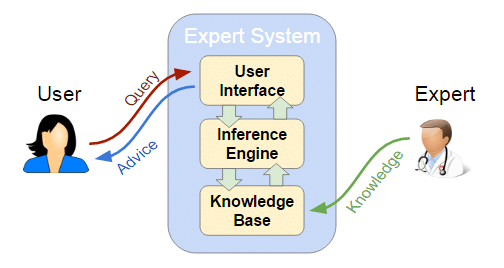 Expert System
User
Query
Advice
User
Interface
Inference
Engine
Knowledge
Base
Expert
Knowledge